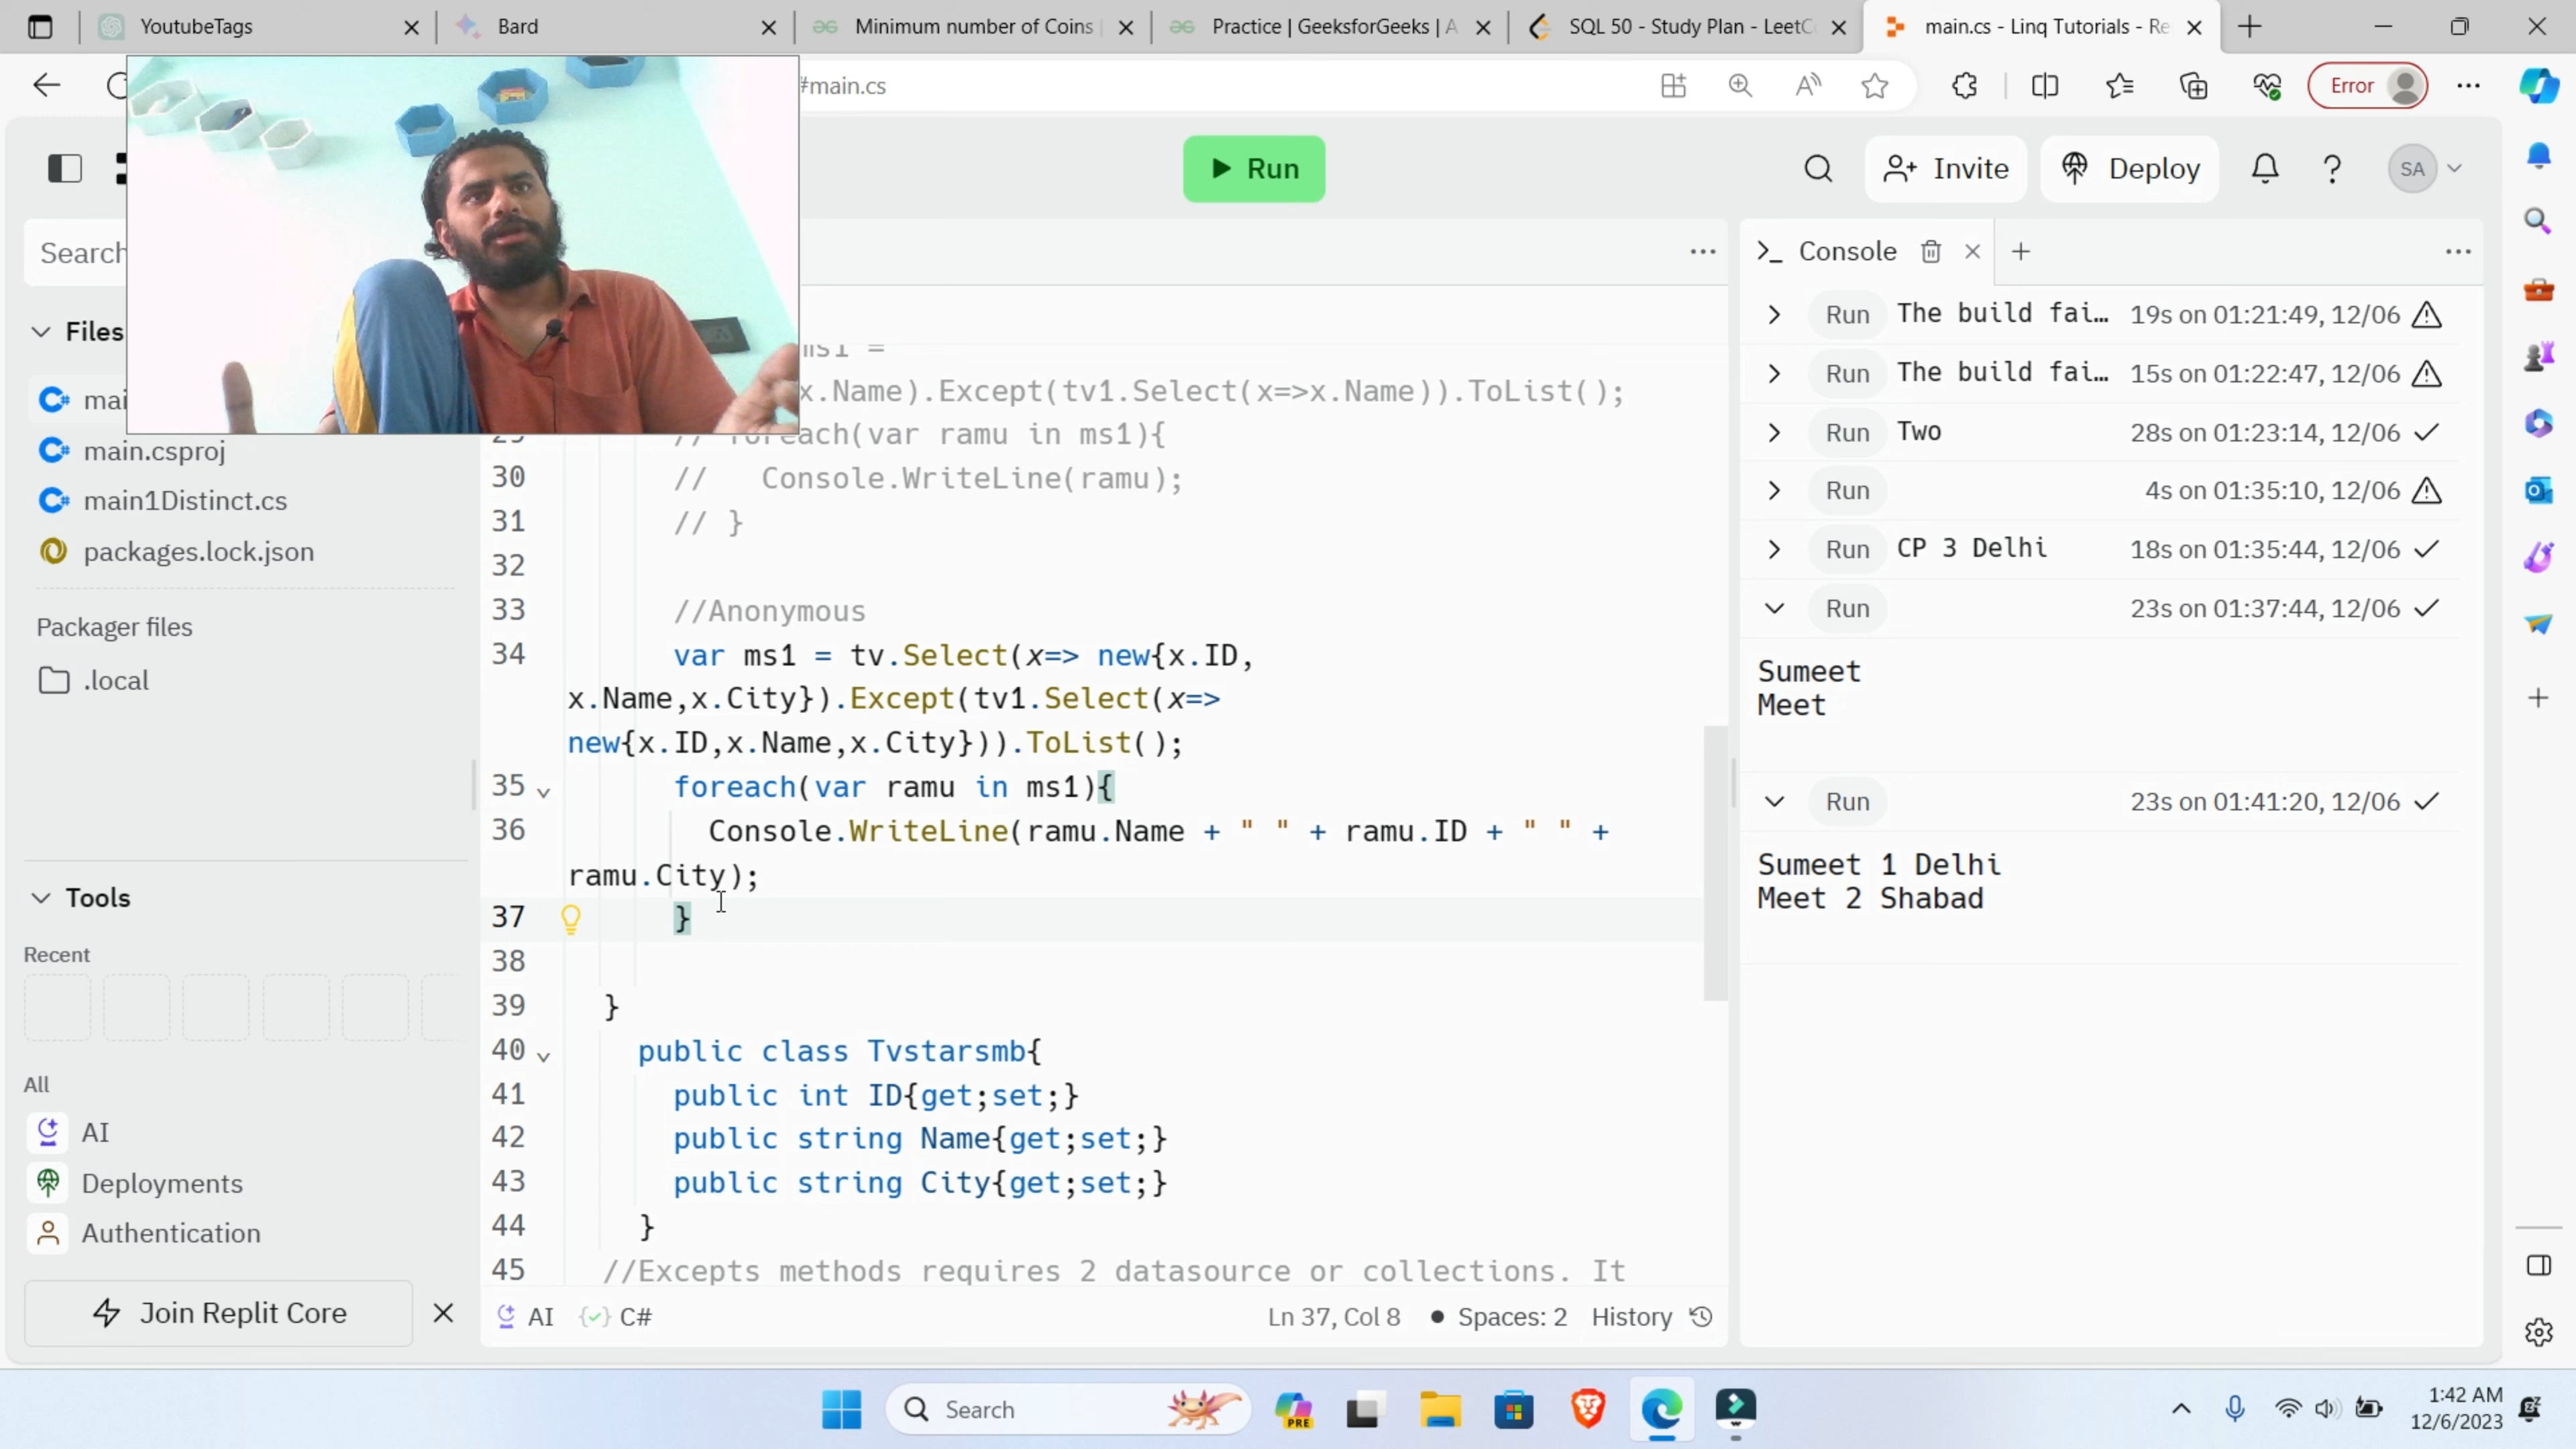 YoutubeTags
Bard
Minimum number of Coins
Practice | GeeksforGeeks | A
SQL 50 - Study Plan - LeetC
main.cs - Linq Tutorials - Re
#main.cs
Error
Run
Invite
Deploy
SA
Search
Files
mai
main.csproj
main1Distinct.cs
packages.lock.json
Packager files
.local
Tools
Recent
All
AI
Deployments
Authentication
Join Replit Core
ms1 =
x.Name).Except(tv1.Select(x=>x.Name)).ToList();
29 // foreach(var ramu in ms1){
30 //   Console.WriteLine(ramu);
31 // }
32
33 //Anonymous
34 var ms1 = tv.Select(x=> new{x.ID,
x.Name,x.City}).Except(tv1.Select(x=>
new{x.ID,x.Name,x.City})).ToList();
35 foreach(var ramu in ms1){
36 Console.WriteLine(ramu.Name + " " + ramu.ID + " " +
ramu.City);
37 }
38
39 }
40 public class Tvstarsmb{
41 public int ID{get;set;}
42 public string Name{get;set;}
43 public string City{get;set;}
44 }
45 //Excepts methods requires 2 datasource or collections. It
AI C# Ln 37, Col 8 Spaces: 2 History
Console
Run The build fai… 19s on 01:21:49, 12/06
Run The build fai… 15s on 01:22:47, 12/06
Run Two 28s on 01:23:14, 12/06
Run 4s on 01:35:10, 12/06
Run CP 3 Delhi 18s on 01:35:44, 12/06
Run 23s on 01:37:44, 12/06
Sumeet
Meet
Run 23s on 01:41:20, 12/06
Sumeet 1 Delhi
Meet 2 Shabad
Search
PRE
1:42 AM
12/6/2023